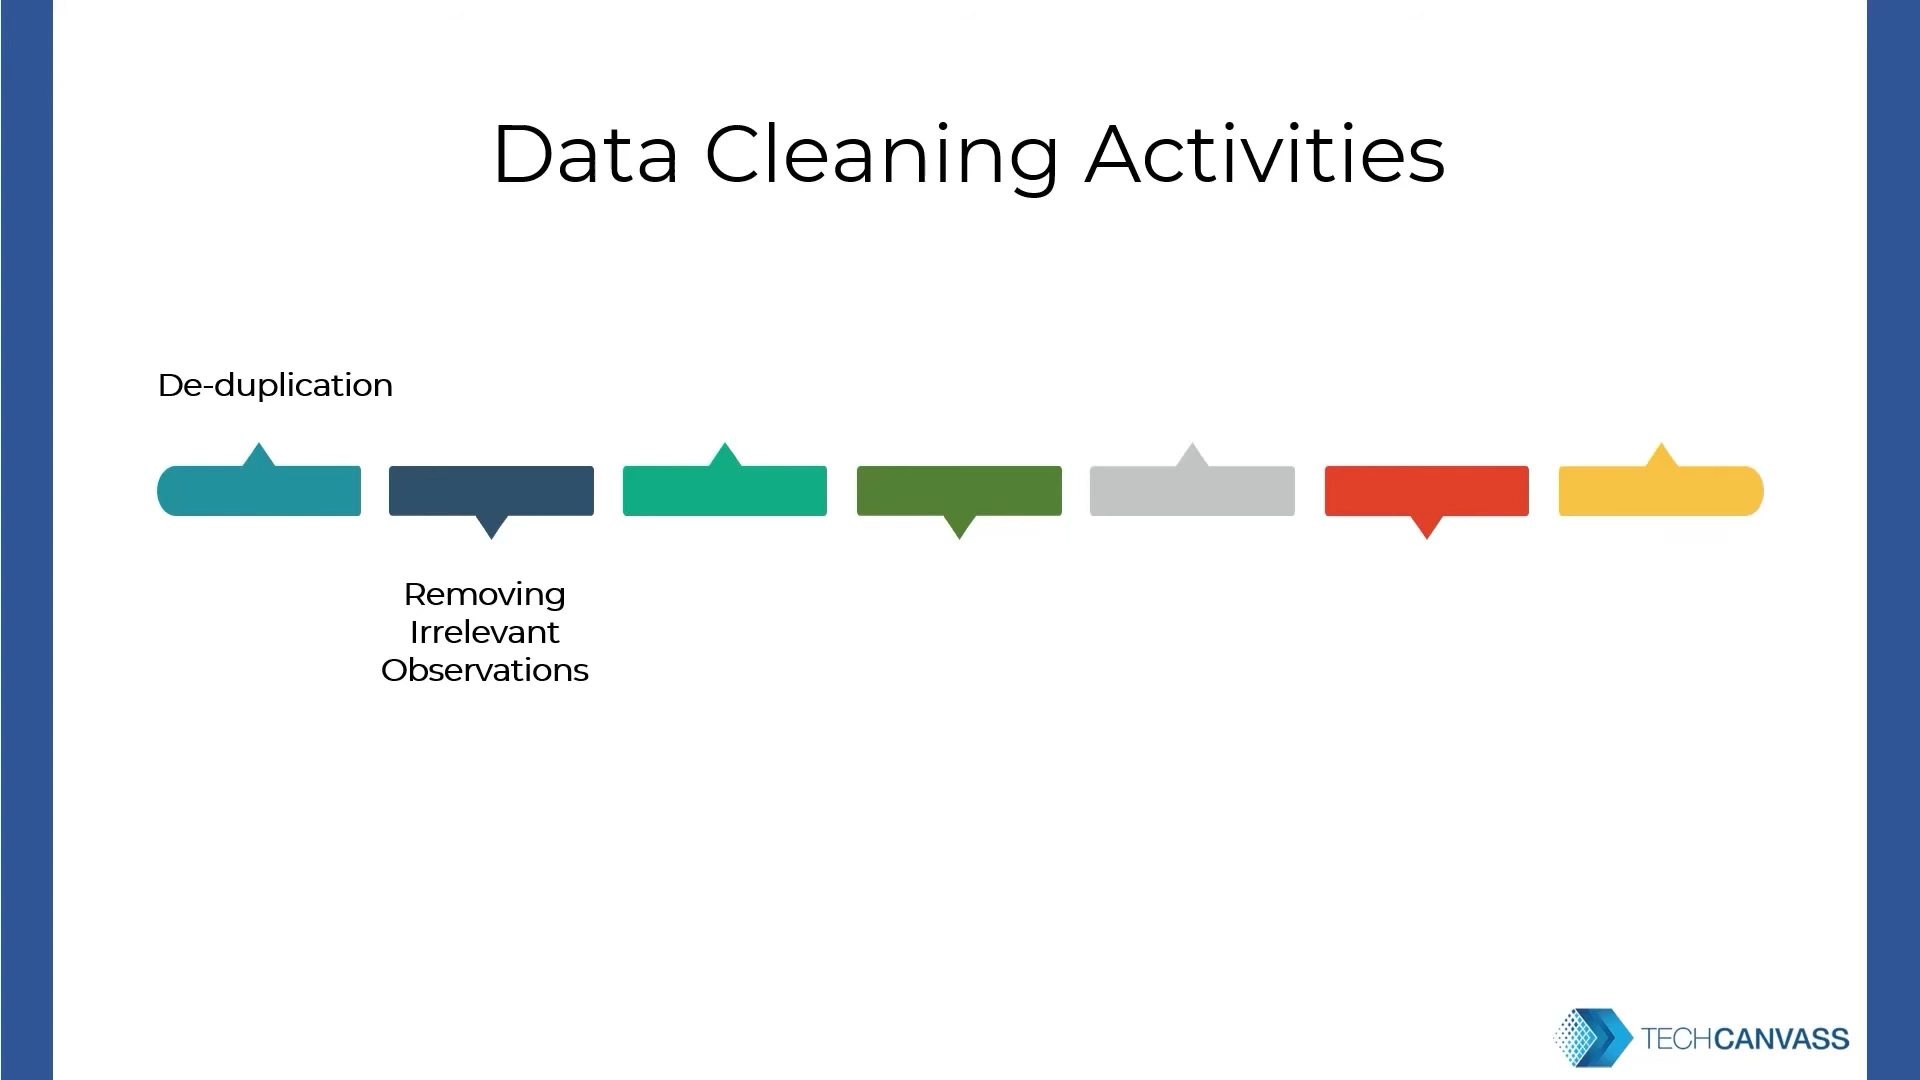 Data Cleaning Activities
De-duplication
Removing
Irrelevant
Observations
TECHCANVASS